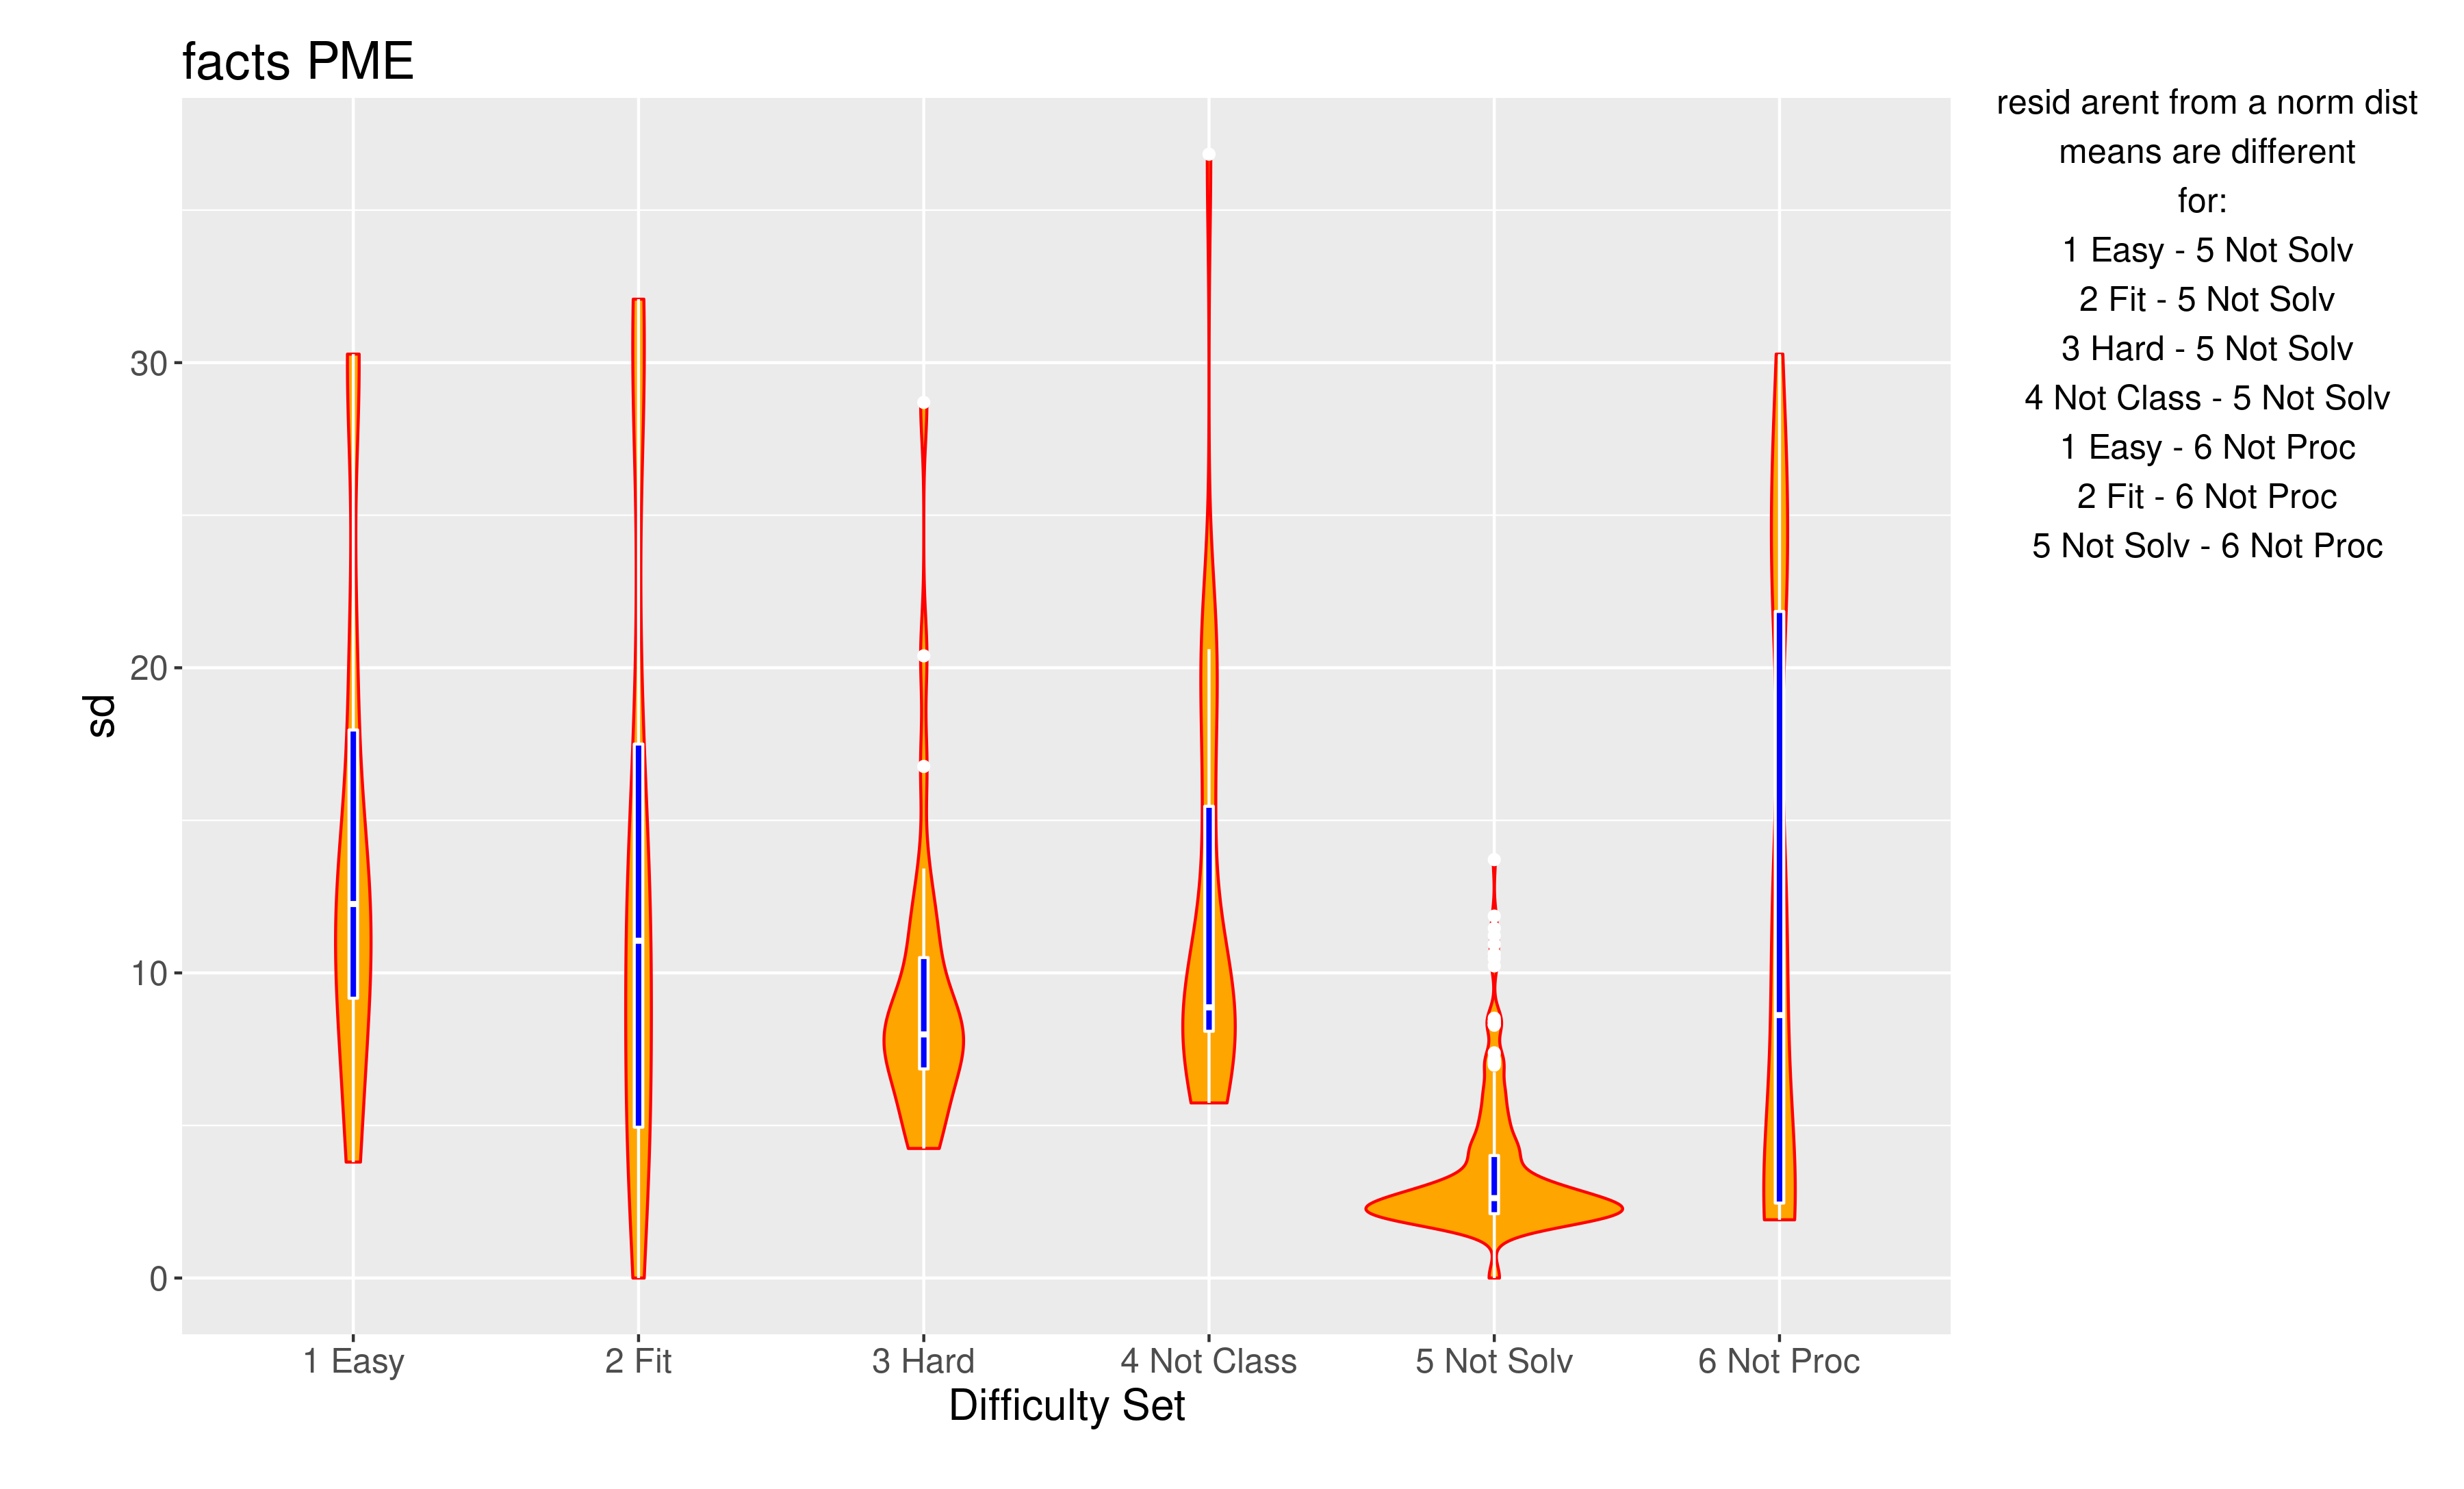 facts PME
resid arent from a norm dist
means are different
for:
1 Easy - 5 Not Solv
2 Fit - 5 Not Solv
3 Hard - 5 Not Solv
4 Not Class - 5 Not Solv
1 Easy - 6 Not Proc
2 Fit - 6 Not Proc
5 Not Solv - 6 Not Proc
30
20
10
0
sd
1 Easy 2 Fit 3 Hard 4 Not Class 5 Not Solv 6 Not Proc
Difficulty Set